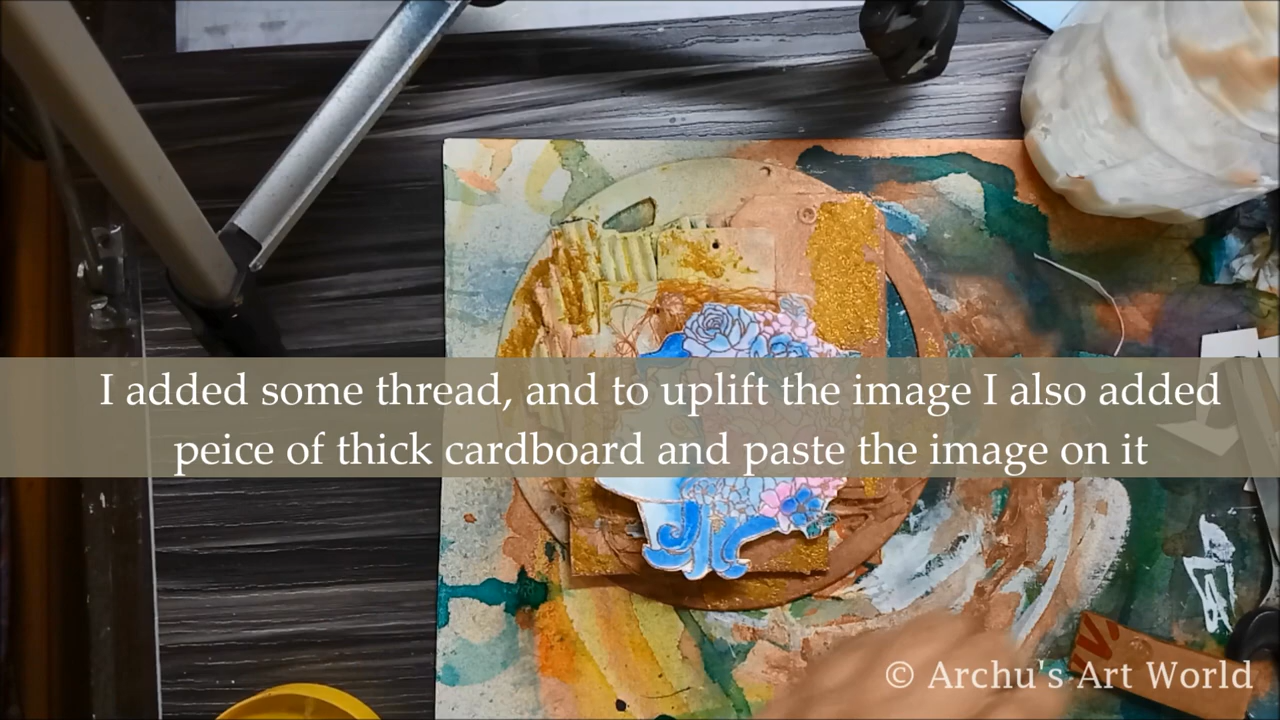 I added some thread, and to uplift the image I also added
peice of thick cardboard and paste the image on it
© Archu's Art World